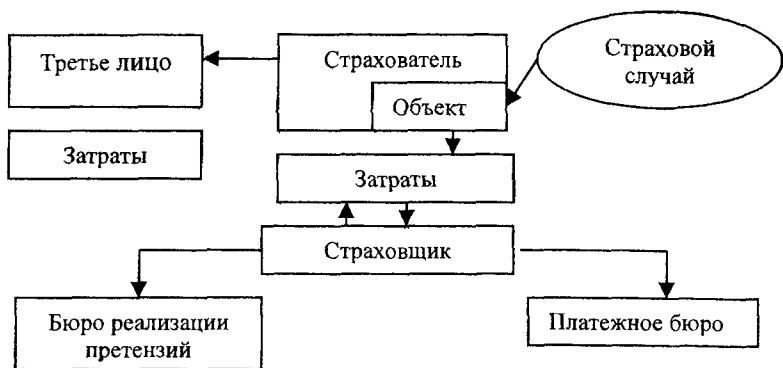 Третье лицо
Страхователь
Страховой
случай
Объект
Затраты
Затраты
Страховщик
Бюро реализации
претензий
Платежное бюро